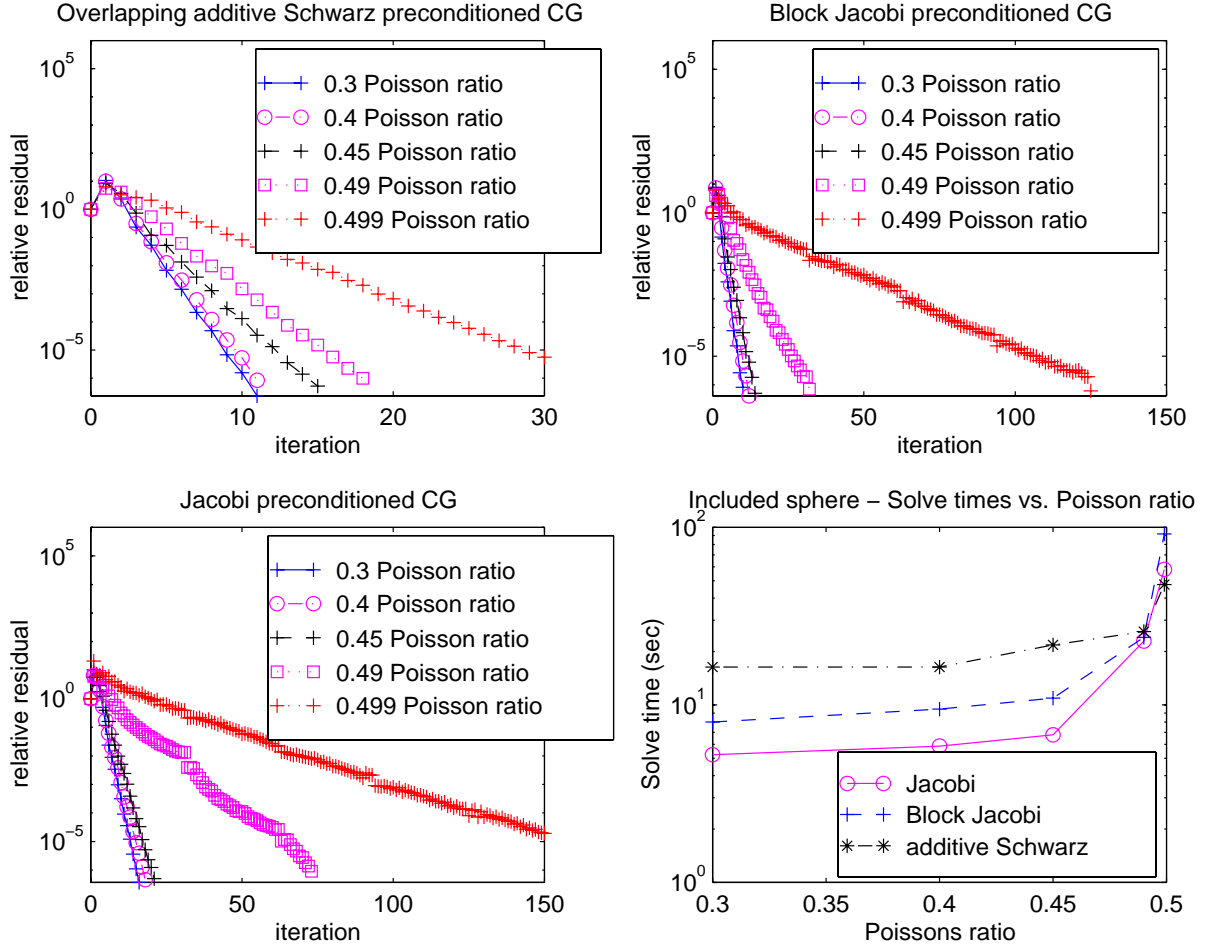 Overlapping additive Schwarz preconditioned CG
10^5
10^0
10^-5
relative residual
0.3 Poisson ratio
0.4 Poisson ratio
0.45 Poisson ratio
0.49 Poisson ratio
0.499 Poisson ratio
0 10 20 30
iteration
Block Jacobi preconditioned CG
10^5
10^0
10^-5
relative residual
0.3 Poisson ratio
0.4 Poisson ratio
0.45 Poisson ratio
0.49 Poisson ratio
0.499 Poisson ratio
0 50 100 150
iteration
Jacobi preconditioned CG
10^5
10^0
10^-5
relative residual
0.3 Poisson ratio
0.4 Poisson ratio
0.45 Poisson ratio
0.49 Poisson ratio
0.499 Poisson ratio
0 50 100 150
iteration
Included sphere – Solve times vs. Poisson ratio
10^2
10^1
10^0
Solve time (sec)
Jacobi
Block Jacobi
additive Schwarz
0.3 0.35 0.4 0.45 0.5
Poissons ratio